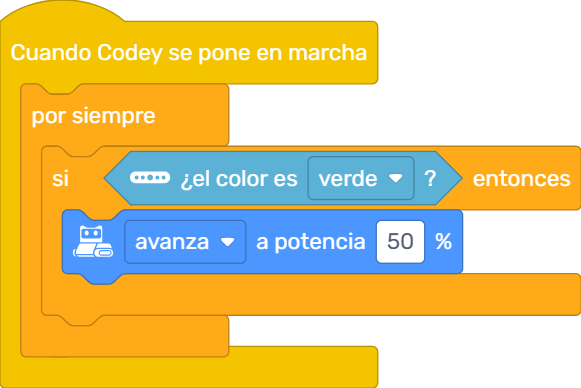 Cuando Codey se pone en marcha
por siempre
si ¿el color es verde ? entonces
avanza a potencia 50 %